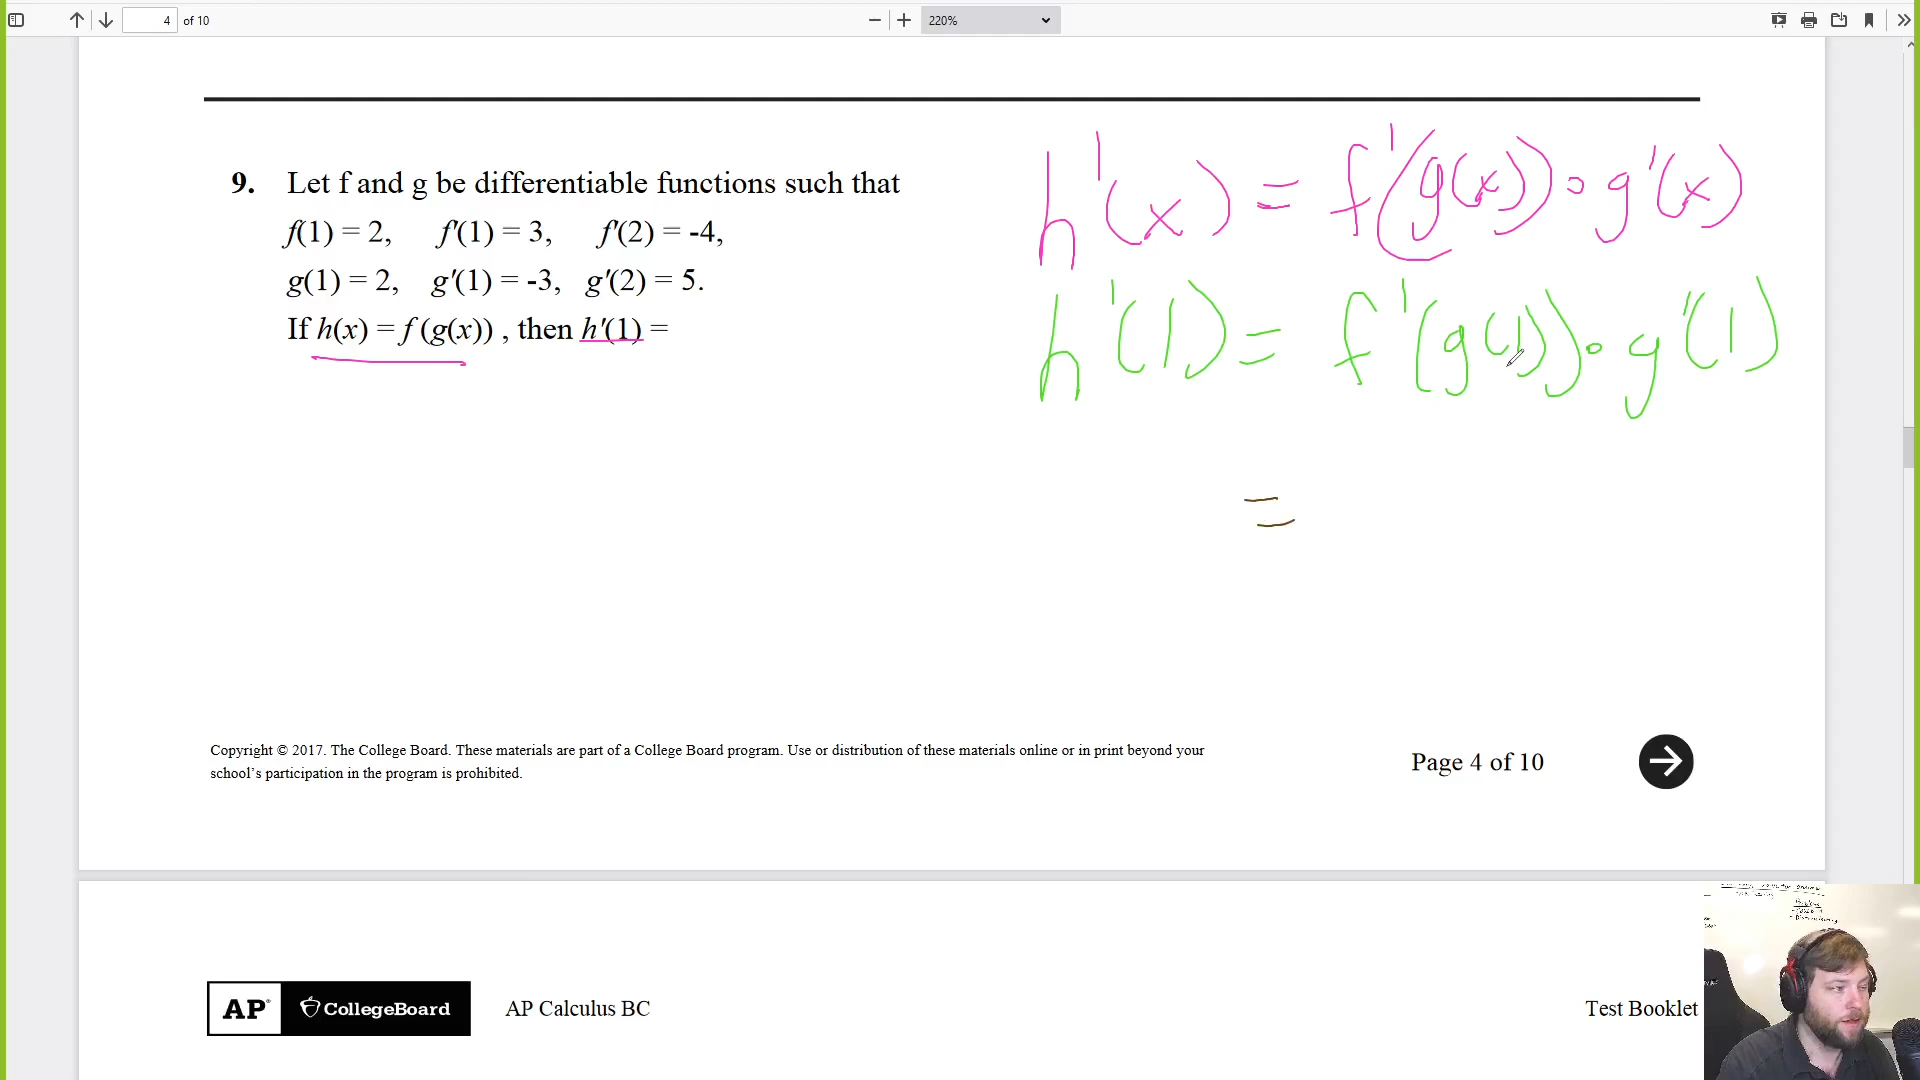 4 of 10
220%
9. Let f and g be differentiable functions such that
f(1) = 2, f'(1) = 3, f'(2) = -4,
g(1) = 2, g'(1) = -3, g'(2) = 5.
If h(x) = f (g(x)) , then h'(1) =
h'(x) = f'(g(x)) ∘ g'(x)
h'(1) = f'(g(1)) ∘ g'(1)
=
Copyright © 2017. The College Board. These materials are part of a College Board program. Use or distribution of these materials online or in print beyond your
school’s participation in the program is prohibited.
Page 4 of 10
AP® CollegeBoard
AP Calculus BC
Test Booklet